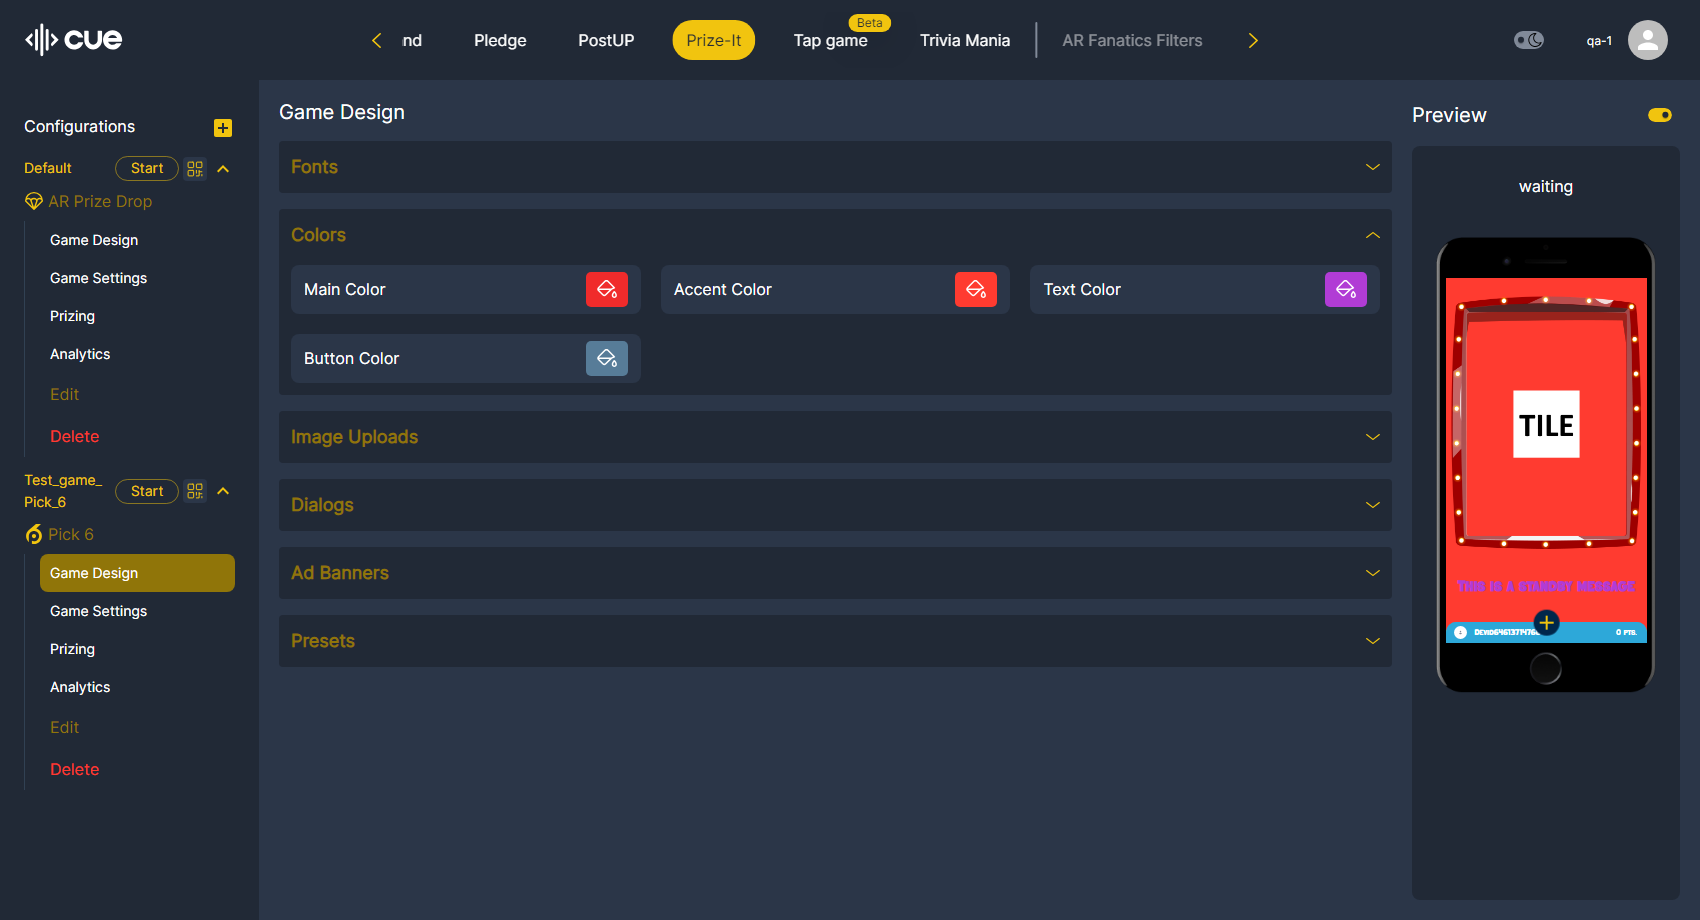 cue
nd
Pledge
PostUP
Prize-It
Tap game
Beta
Trivia Mania
AR Fanatics Filters
qa-1
Configurations
Default
Start
AR Prize Drop
Game Design
Game Settings
Prizing
Analytics
Edit
Delete
Test_game_
Pick_6
Start
Pick 6
Game Design
Game Settings
Prizing
Analytics
Edit
Delete
Game Design
Fonts
Colors
Main Color
Accent Color
Text Color
Button Color
Image Uploads
Dialogs
Ad Banners
Presets
Preview
waiting
TILE
This is a standby message
0 pts.